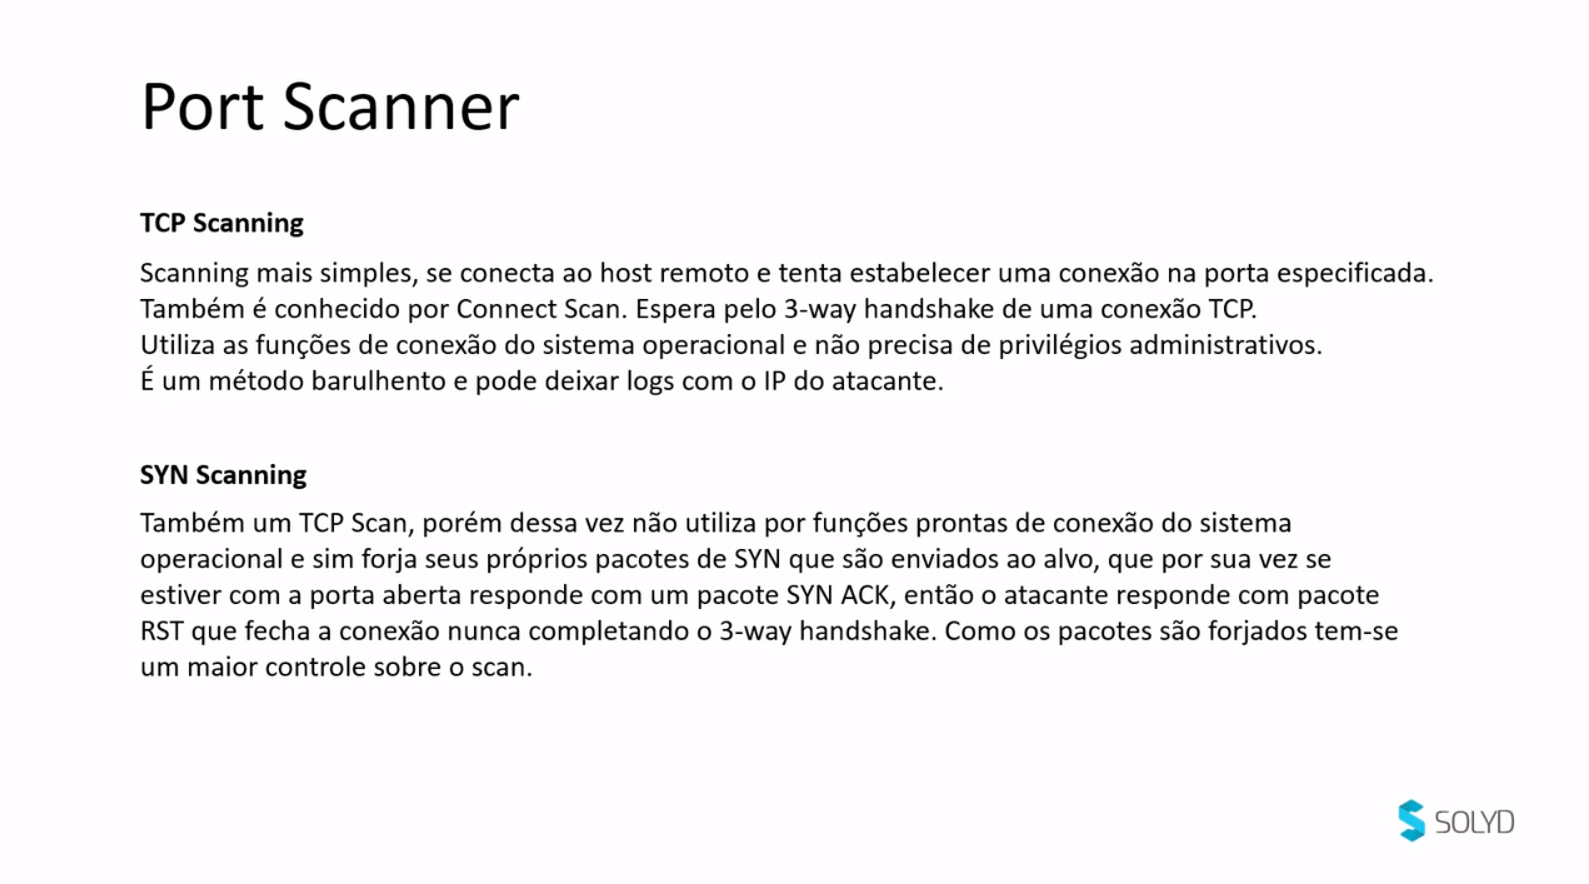 Port Scanner
TCP Scanning
Scanning mais simples, se conecta ao host remoto e tenta estabelecer uma conexão na porta especificada.
Também é conhecido por Connect Scan. Espera pelo 3-way handshake de uma conexão TCP.
Utiliza as funções de conexão do sistema operacional e não precisa de privilégios administrativos.
É um método barulhento e pode deixar logs com o IP do atacante.
SYN Scanning
Também um TCP Scan, porém dessa vez não utiliza por funções prontas de conexão do sistema
operacional e sim forja seus próprios pacotes de SYN que são enviados ao alvo, que por sua vez se
estiver com a porta aberta responde com um pacote SYN ACK, então o atacante responde com pacote
RST que fecha a conexão nunca completando o 3-way handshake. Como os pacotes são forjados tem-se
um maior controle sobre o scan.
SOLYD